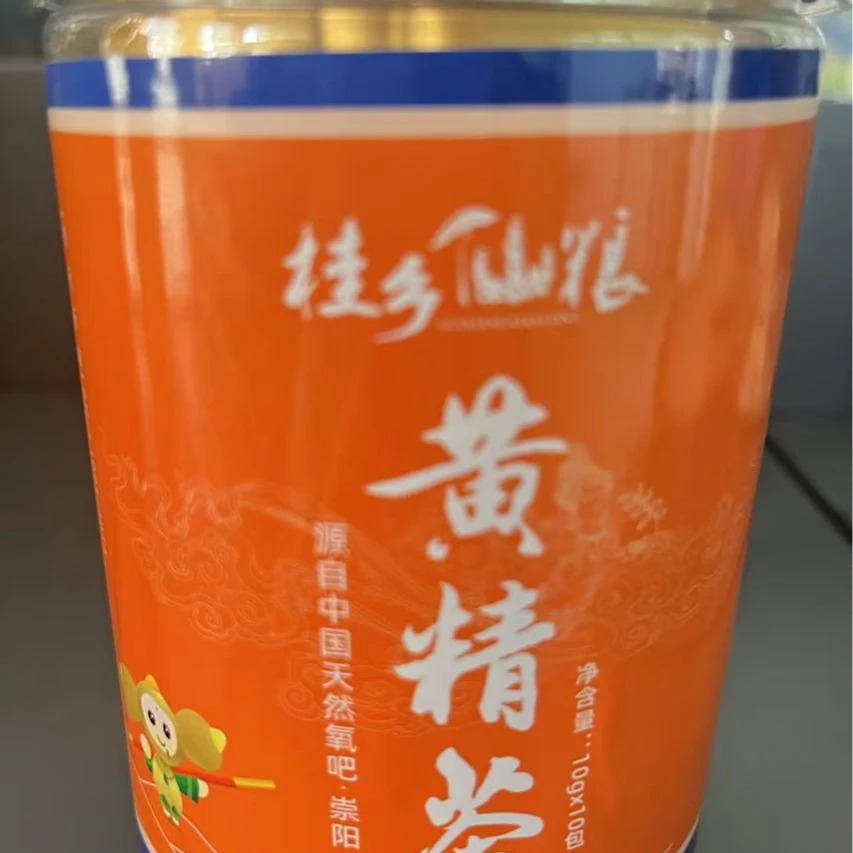 桂乡仙粮
黄精茶
源自中国天然氧吧·崇阳
净含量：10gx10包